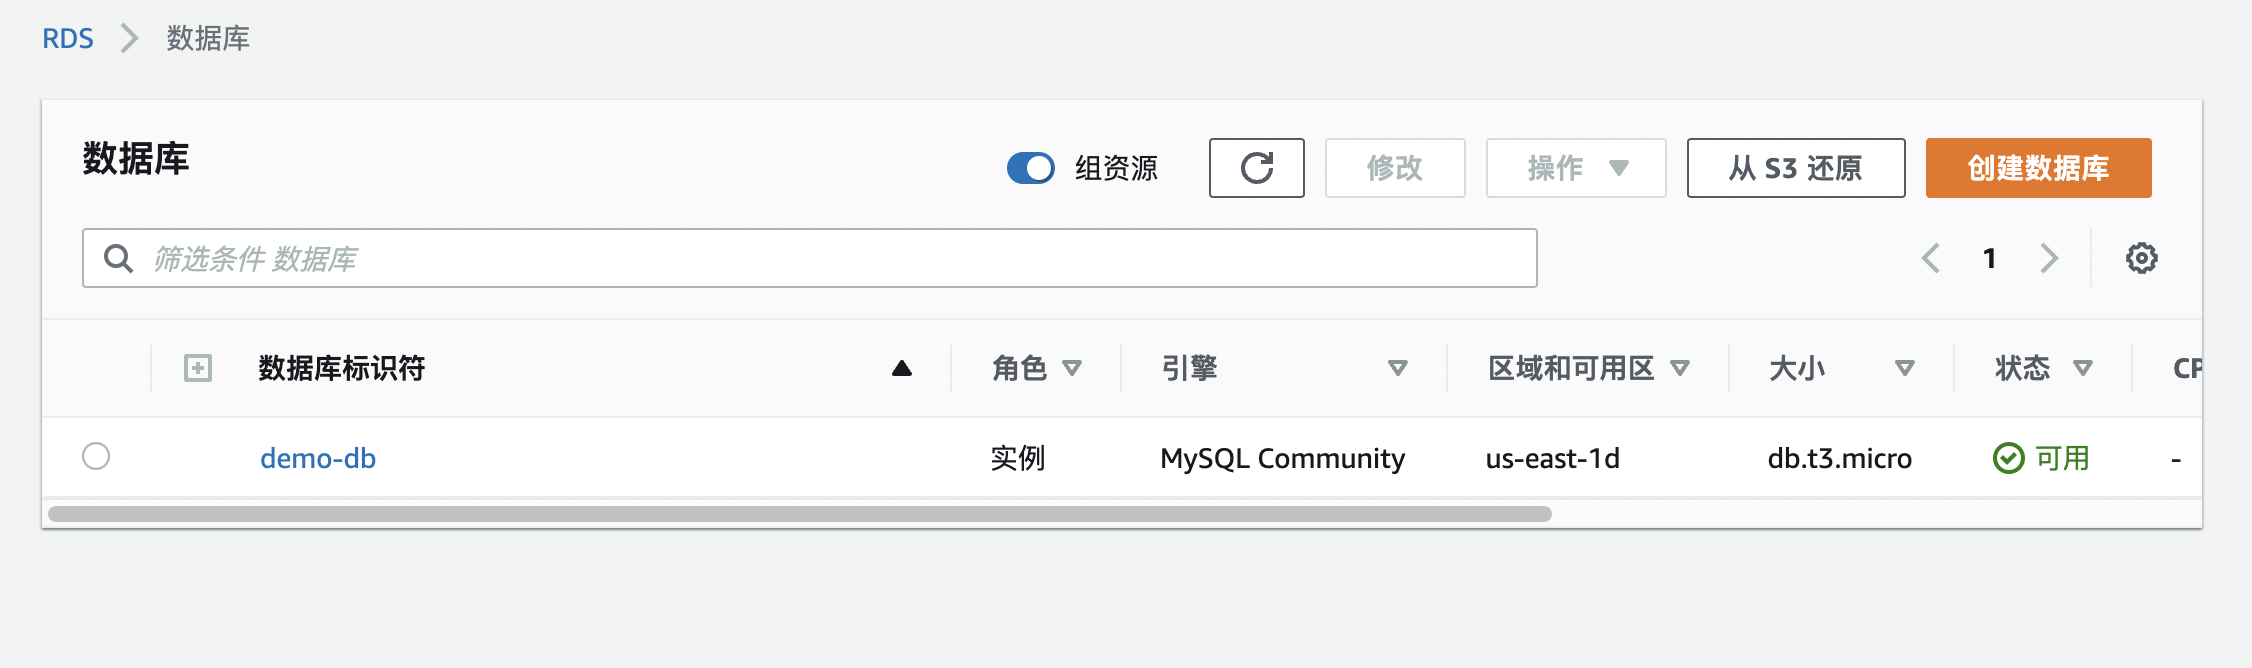 RDS 数据库
数据库 组资源 修改 操作 从 S3 还原 创建数据库
筛选条件 数据库 1
数据库标识符 角色 引擎 区域和可用区 大小 状态 CP
demo-db 实例 MySQL Community us-east-1d db.t3.micro 可用 -